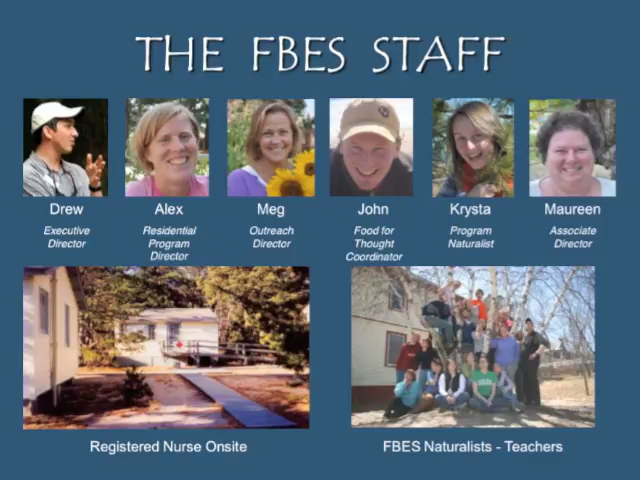 THE FBES STAFF
Drew
Alex
Meg
John
Krysta
Maureen
Executive
Director
Residential
Program
Director
Outreach
Director
Food for
Thought
Coordinator
Program
Naturalist
Associate
Director
Registered Nurse Onsite
FBES Naturalists - Teachers